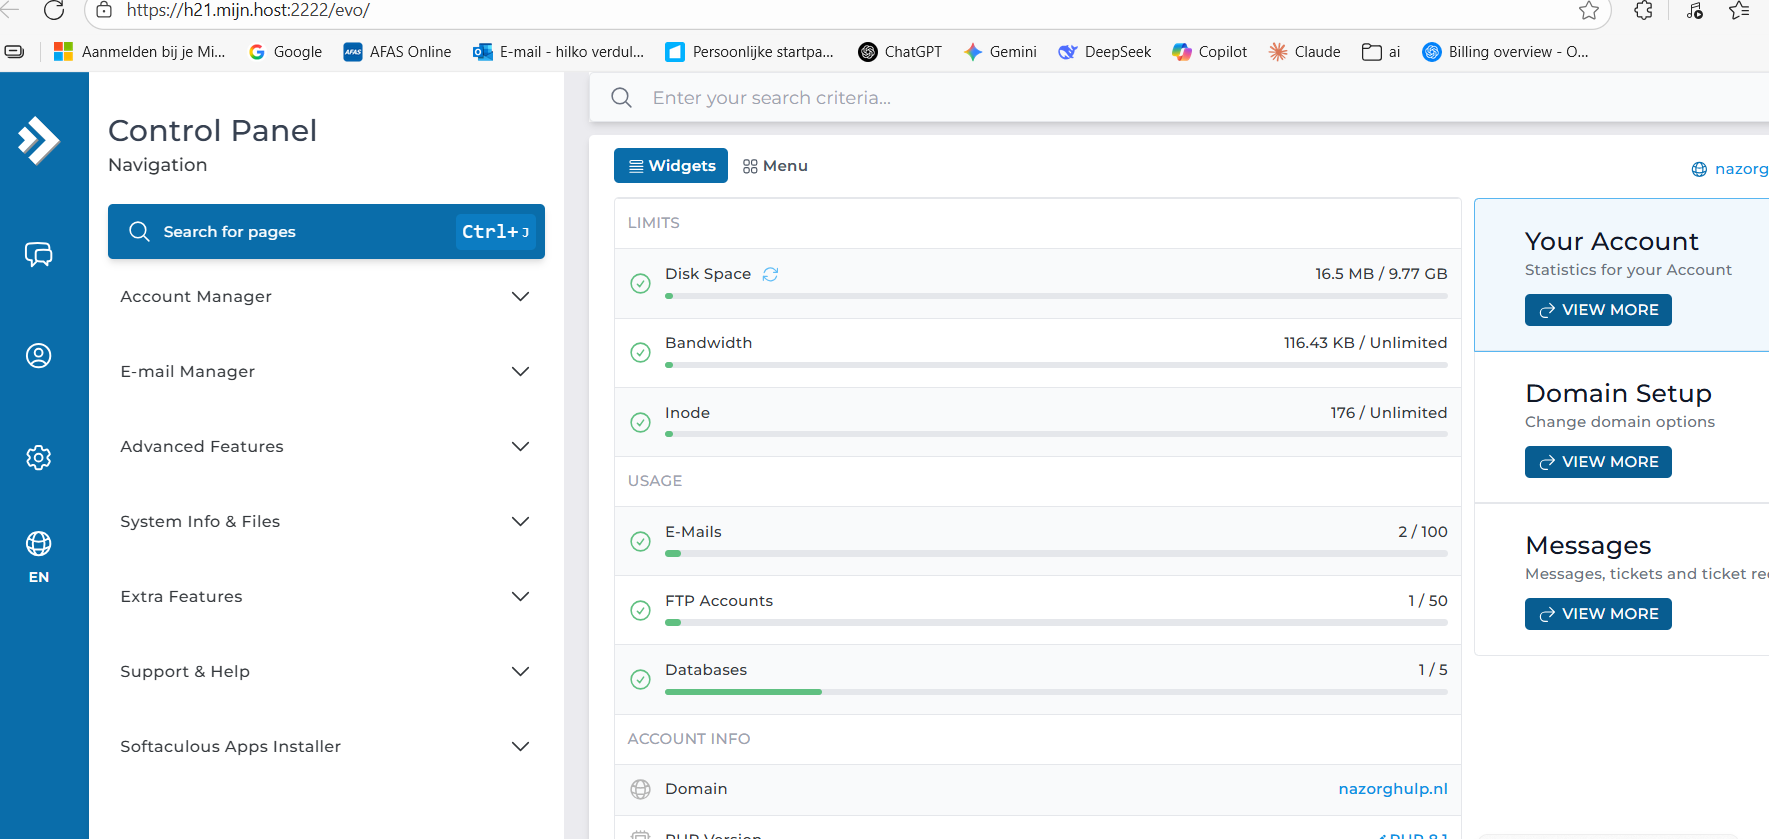 https://h21.mijn.host:2222/evo/
Aanmelden bij je Mi... Google AFAS Online E-mail - hilko verdul... Persoonlijke startpa... ChatGPT Gemini DeepSeek Copilot Claude ai Billing overview - O...
Control Panel
Navigation
Search for pages Ctrl+J
Account Manager
E-mail Manager
Advanced Features
System Info & Files
Extra Features
Support & Help
Softaculous Apps Installer
EN
Enter your search criteria...
Widgets Menu
nazorg
LIMITS
Disk Space 16.5 MB / 9.77 GB
Bandwidth 116.43 KB / Unlimited
Inode 176 / Unlimited
USAGE
E-Mails 2 / 100
FTP Accounts 1 / 50
Databases 1 / 5
ACCOUNT INFO
Domain nazorghulp.nl
PHP Version PHP 8.1
Your Account
Statistics for your Account
VIEW MORE
Domain Setup
Change domain options
VIEW MORE
Messages
Messages, tickets and ticket re
VIEW MORE